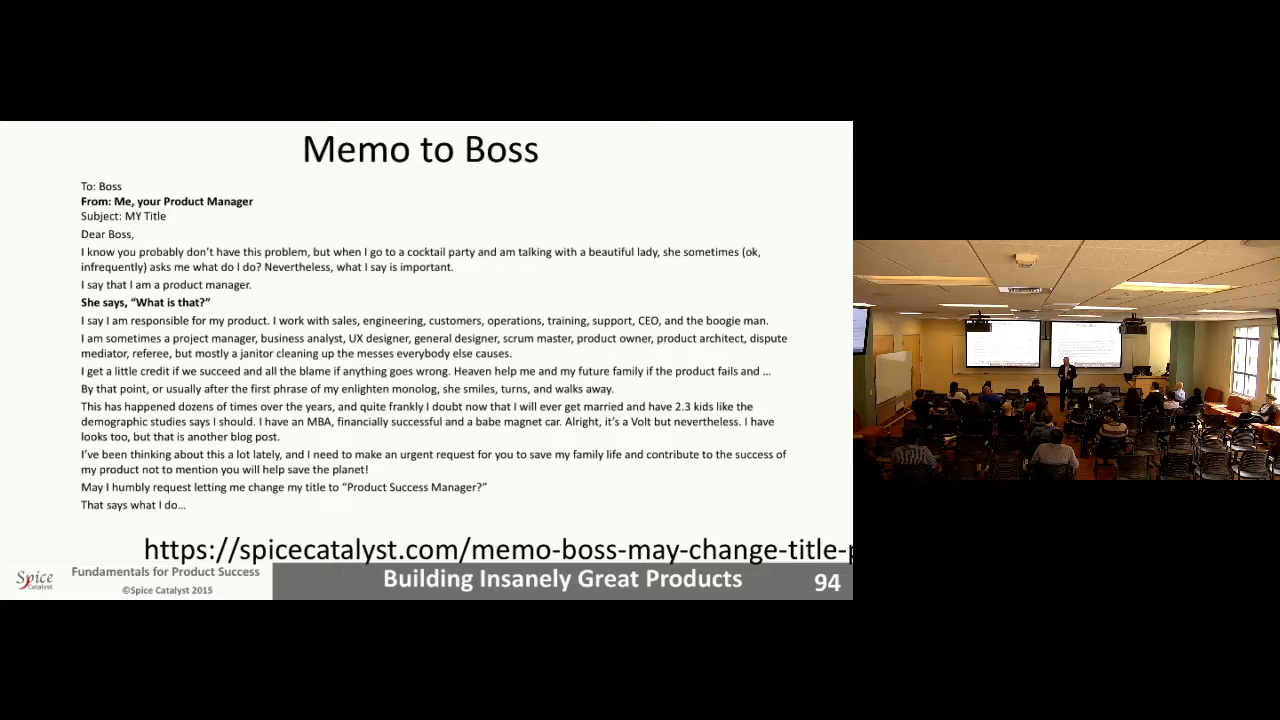 Memo to Boss
To: Boss
From: Me, your Product Manager
Subject: MY Title
Dear Boss,
I know you probably don't have this problem, but when I go to a cocktail party and am talking with a beautiful lady, she sometimes (ok,
infrequently) asks me what do I do? Nevertheless, what I say is important.
I say that I am a product manager.
She says, “What is that?”
I say I am responsible for my product. I work with sales, engineering, customers, operations, training, support, CEO, and the boogie man.
I am sometimes a project manager, business analyst, UX designer, general designer, scrum master, product owner, product architect, dispute
mediator, referee, but mostly a janitor cleaning up the messes everybody else causes.
I get a little credit if we succeed and all the blame if anything goes wrong. Heaven help me and my future family if the product fails and …
By that point, or usually after the first phrase of my enlighten monolog, she smiles, turns, and walks away.
This has happened dozens of times over the years, and quite frankly I doubt now that I will ever get married and have 2.3 kids like the
demographic studies says I should. I have an MBA, financially successful and a babe magnet car. Alright, it's a Volt but nevertheless. I have
looks too, but that is another blog post.
I've been thinking about this a lot lately, and I need to make an urgent request for you to save my family life and contribute to the success of
my product not to mention you will help save the planet!
May I humbly request letting me change my title to “Product Success Manager?”
That says what I do…
https://spicecatalyst.com/memo-boss-may-change-title-p
Spice
Catalyst
Fundamentals for Product Success
©Spice Catalyst 2015
Building Insanely Great Products
94